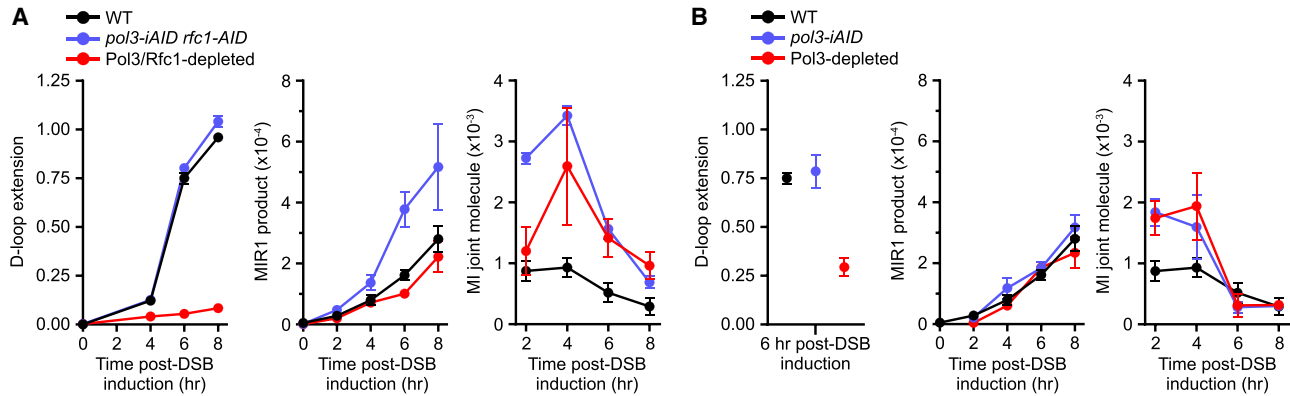 A
WT
pol3-iAID rfc1-AID
Pol3/Rfc1-depleted
D-loop extension
1.25
1.00
0.75
0.50
0.25
0.00
0 2 4 6 8
Time post-DSB
induction (hr)
MIR1 product (x10⁻⁴)
8
6
4
2
0
0 2 4 6 8
Time post-DSB
induction (hr)
MI joint molecule (x10⁻³)
4
3
2
1
0
2 4 6 8
Time post-DSB
induction (hr)
B
WT
pol3-iAID
Pol3-depleted
D-loop extension
1.25
1.00
0.75
0.50
0.25
0.00
6 hr post-DSB
induction
MIR1 product (x10⁻⁴)
8
6
4
2
0
0 2 4 6 8
Time post-DSB
induction (hr)
MI joint molecule (x10⁻³)
4
3
2
1
0
2 4 6 8
Time post-DSB
induction (hr)